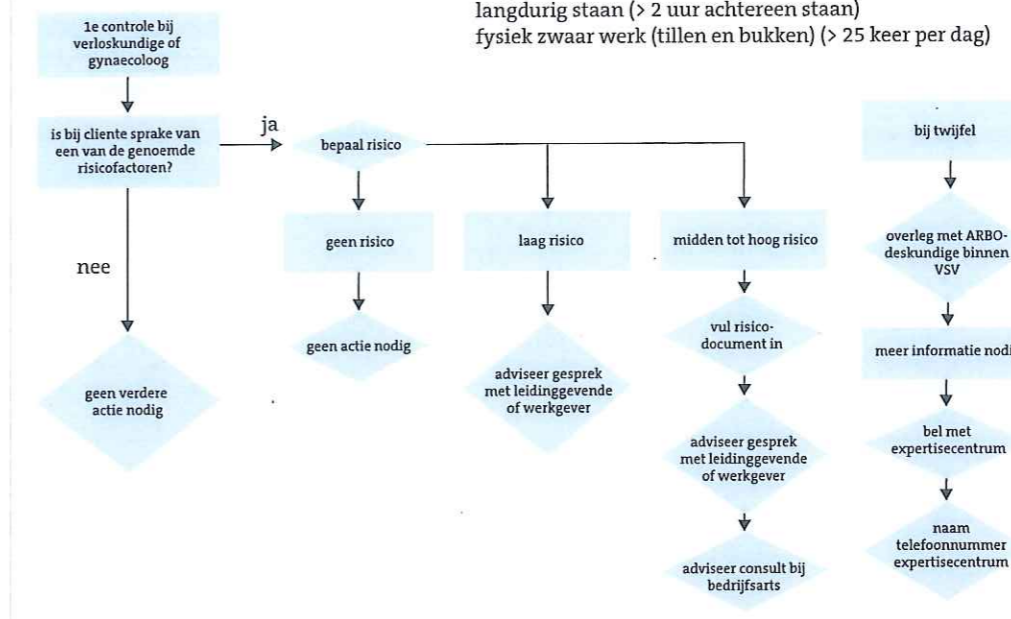 langdurig staan (> 2 uur achtereen staan)
fysiek zwaar werk (tillen en bukken) (> 25 keer per dag)
1e controle bij
verloskundige of
gynaecoloog
is bij cliente sprake van
een van de genoemde
risicofactoren?
ja
nee
geen verdere
actie nodig
bepaal risico
geen risico
geen actie nodig
laag risico
adviseer gesprek
met leidinggevende
of werkgever
midden tot hoog risico
vul risico-
document in
adviseer gesprek
met leidinggevende
of werkgever
adviseer consult bij
bedrijfsarts
bij twijfel
overleg met ARBO-
deskundige binnen
VSV
meer informatie nodi
bel met
expertisecentrum
naam
telefoonnummer
expertisecentrum